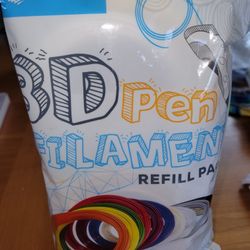 3D Pen
FILAMENT
REFILL PACK